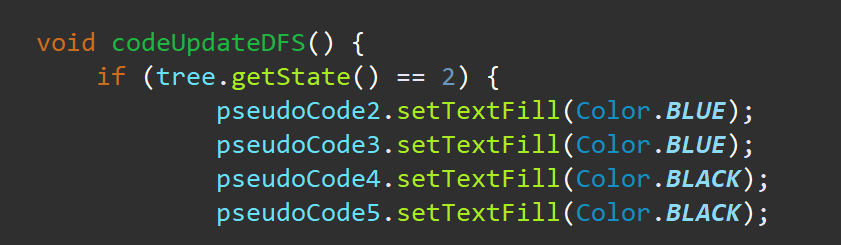 void codeUpdateDFS() {
if (tree.getState() == 2) {
pseudoCode2.setTextFill(Color.BLUE);
pseudoCode3.setTextFill(Color.BLUE);
pseudoCode4.setTextFill(Color.BLACK);
pseudoCode5.setTextFill(Color.BLACK);